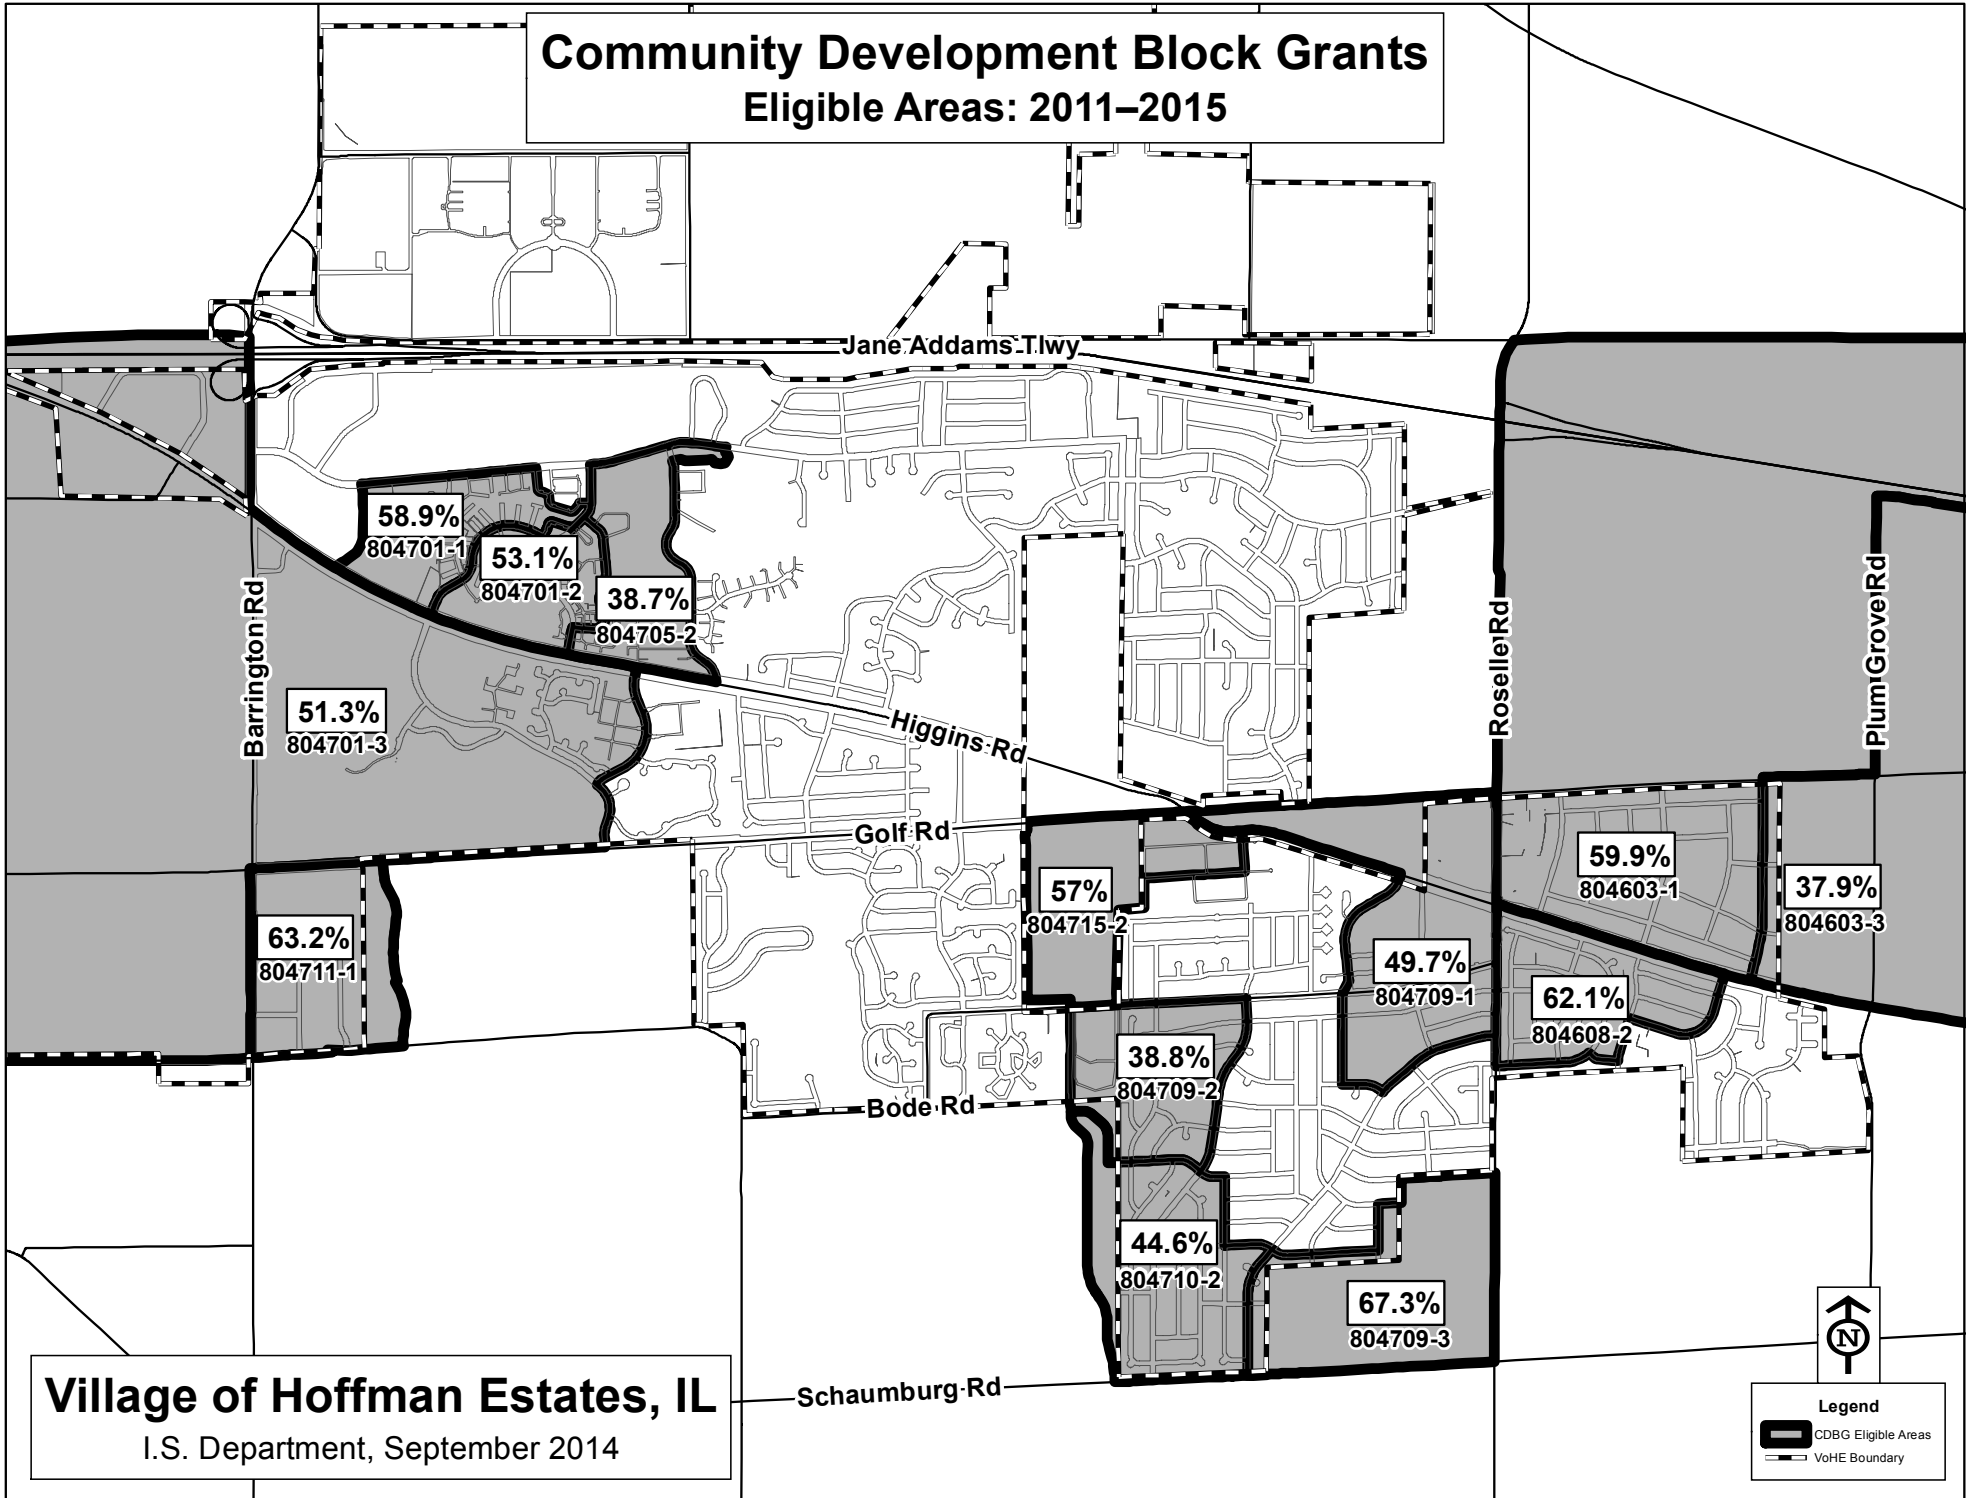 Community Development Block Grants
Eligible Areas: 2011–2015
Jane Addams Tlwy
58.9%
804701-1
53.1%
804701-2
38.7%
804705-2
Barrington Rd
51.3%
804701-3
Higgins Rd
Roselle Rd
Plum Grove Rd
Golf Rd
59.9%
804603-1
37.9%
804603-3
57%
804715-2
63.2%
804711-1
49.7%
804709-1
62.1%
804608-2
38.8%
804709-2
Bode Rd
44.6%
804710-2
67.3%
804709-3
N
Village of Hoffman Estates, IL
I.S. Department, September 2014
Schaumburg Rd
Legend
CDBG Eligible Areas
VoHE Boundary